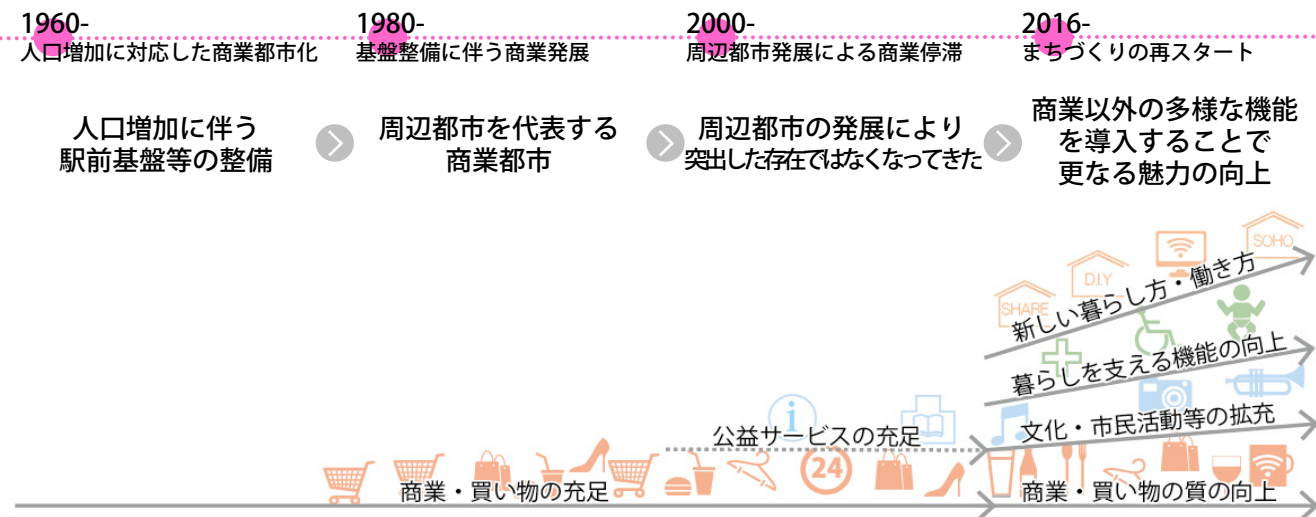 1960-
人口増加に対応した商業都市化
1980-
基盤整備に伴う商業発展
2000-
周辺都市発展による商業停滞
2016-
まちづくりの再スタート
人口増加に伴う
駅前基盤等の整備
周辺都市を代表する
商業都市
周辺都市の発展により
突出した存在ではなくなってきた
商業以外の多様な機能
を導入することで
更なる魅力の向上
SOHO
D.I.Y
SHARE
新しい暮らし方・働き方
暮らしを支える機能の向上
文化・市民活動等の拡充
i
公益サービスの充足
24
商業・買い物の充足
商業・買い物の質の向上